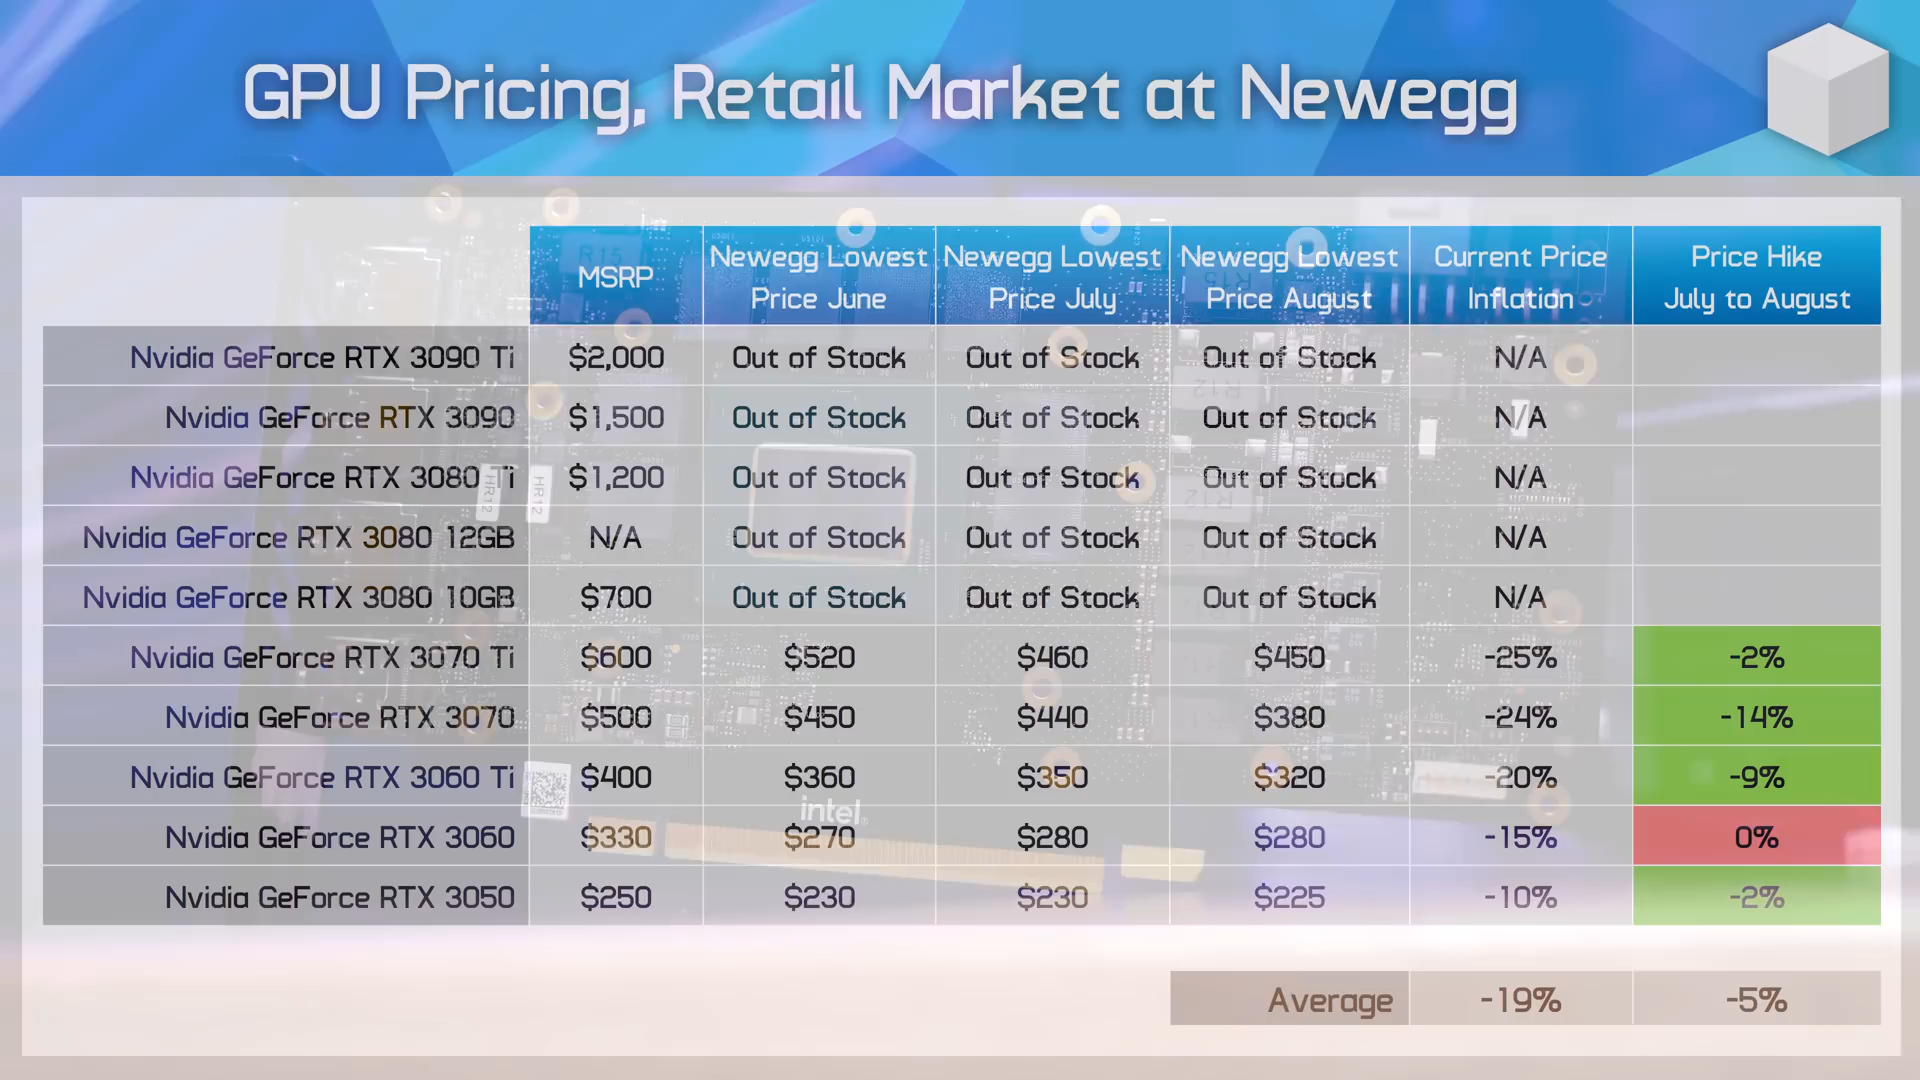 GPU Pricing, Retail Market at Newegg
MSRP
Newegg Lowest
Price June
Newegg Lowest
Price July
Newegg Lowest
Price August
Current Price
Inflation
Price Hike
July to August
Nvidia GeForce RTX 3090 Ti $2,000 Out of Stock Out of Stock Out of Stock N/A
Nvidia GeForce RTX 3090 $1,500 Out of Stock Out of Stock Out of Stock N/A
Nvidia GeForce RTX 3080 Ti $1,200 Out of Stock Out of Stock Out of Stock N/A
Nvidia GeForce RTX 3080 12GB N/A Out of Stock Out of Stock Out of Stock N/A
Nvidia GeForce RTX 3080 10GB $700 Out of Stock Out of Stock Out of Stock N/A
Nvidia GeForce RTX 3070 Ti $600 $520 $460 $450 -25% -2%
Nvidia GeForce RTX 3070 $500 $450 $440 $380 -24% -14%
Nvidia GeForce RTX 3060 Ti $400 $360 $350 $320 -20% -9%
Nvidia GeForce RTX 3060 $330 $270 $280 $280 -15% 0%
Nvidia GeForce RTX 3050 $250 $230 $230 $225 -10% -2%
Average -19% -5%
R15
R15
R12
HR12
HR12
R12
intel